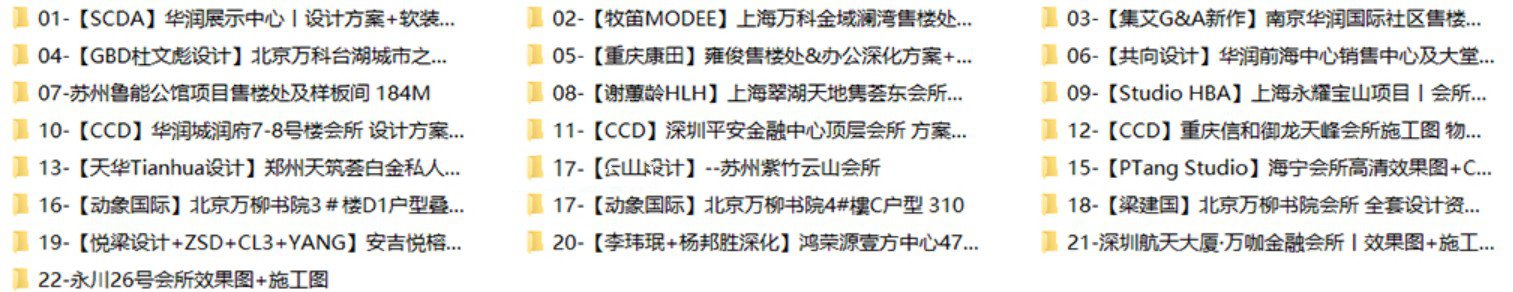 01-【SCDA】华润展示中心丨设计方案+软装...
02-【牧笛MODEE】上海万科金域澜湾售楼处...
03-【集艾G&A新作】南京华润国际社区售楼...
04-【GBD杜文彪设计】北京万科台湖城市之...
05-【重庆康田】雍俊售楼处&办公深化方案+...
06-【共向设计】华润前海中心销售中心及大堂...
07-苏州鲁能公馆项目售楼处及样板间 184M
08-【谢蕙龄HLH】上海翠湖天地隽荟东会所...
09-【Studio HBA】上海永耀宝山项目丨会所...
10-【CCD】华润城润府7-8号楼会所 设计方案...
11-【CCD】深圳平安金融中心顶层会所 方案...
12-【CCD】重庆信和御龙天峰会所施工图 物...
13-【天华Tianhua设计】郑州天筑荟白金私人...
17-【云山设计】--苏州紫竹云山会所
15-【PTang Studio】海宁会所高清效果图+C...
16-【动象国际】北京万柳书院3＃楼D1户型叠...
17-【动象国际】北京万柳书院4#樓C户型 310
18-【梁建国】北京万柳书院会所 全套设计资...
19-【悦梁设计+ZSD+CL3+YANG】安吉悦榕...
20-【李玮珉+杨邦胜深化】鸿荣源壹方中心47...
21-深圳航天大厦·万咖金融会所丨效果图+施工...
22-永川26号会所效果图+施工图